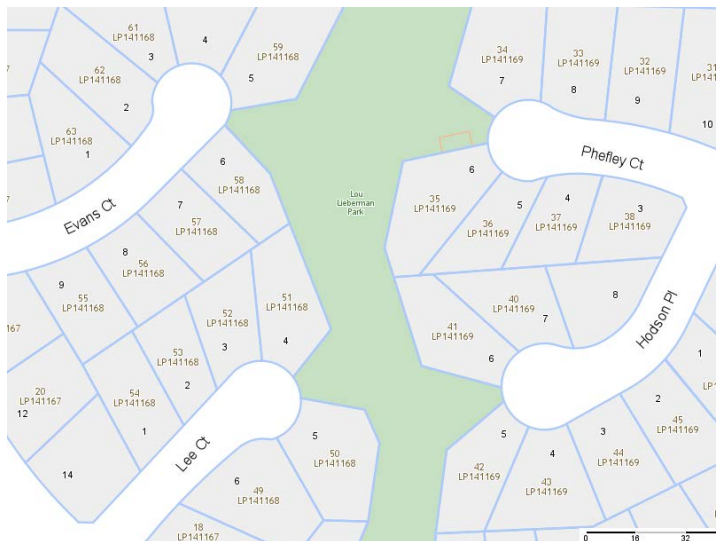 61
LP141168
3
4
59
LP141168
5
62
LP141168
2
63
LP141168
1
34
LP141169
7
33
LP141169
8
32
LP141169
9
31
10
Phefley Ct
6
58
LP141168
7
57
LP141168
Evans Ct
8
56
LP141168
9
55
LP141168
Lou
Lieberman
Park
6
35
LP141169
5
36
LP141169
4
37
LP141169
3
38
LP141169
51
LP141168
4
52
LP141168
3
53
LP141168
2
54
LP141168
1
20
LP141167
12
14
Lee Ct
40
LP141169
7
8
41
LP141169
6
Hodson Pl
1
2
45
LP141169
3
44
LP141169
4
43
LP141169
5
42
LP141169
5
50
LP141168
6
49
LP141168
18
LP141167
0 16 32